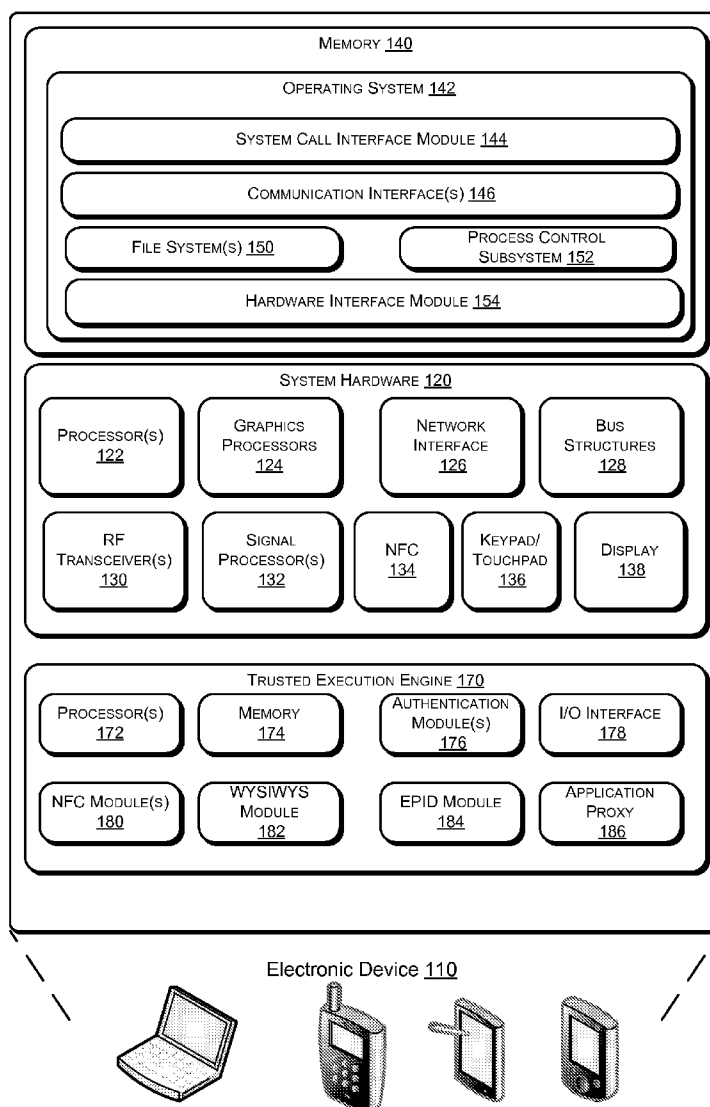 MEMORY 140
OPERATING SYSTEM 142
SYSTEM CALL INTERFACE MODULE 144
COMMUNICATION INTERFACE(S) 146
FILE SYSTEM(S) 150
PROCESS CONTROL
SUBSYSTEM 152
HARDWARE INTERFACE MODULE 154
SYSTEM HARDWARE 120
PROCESSOR(S)
122
GRAPHICS
PROCESSORS
124
NETWORK
INTERFACE
126
BUS
STRUCTURES
128
RF
TRANSCEIVER(S)
130
SIGNAL
PROCESSOR(S)
132
NFC
134
KEYPAD/
TOUCHPAD
136
DISPLAY
138
TRUSTED EXECUTION ENGINE 170
PROCESSOR(S)
172
MEMORY
174
AUTHENTICATION
MODULE(S)
176
I/O INTERFACE
178
NFC MODULE(S)
180
WYSIWYS
MODULE
182
EPID MODULE
184
APPLICATION
PROXY
186
Electronic Device 110